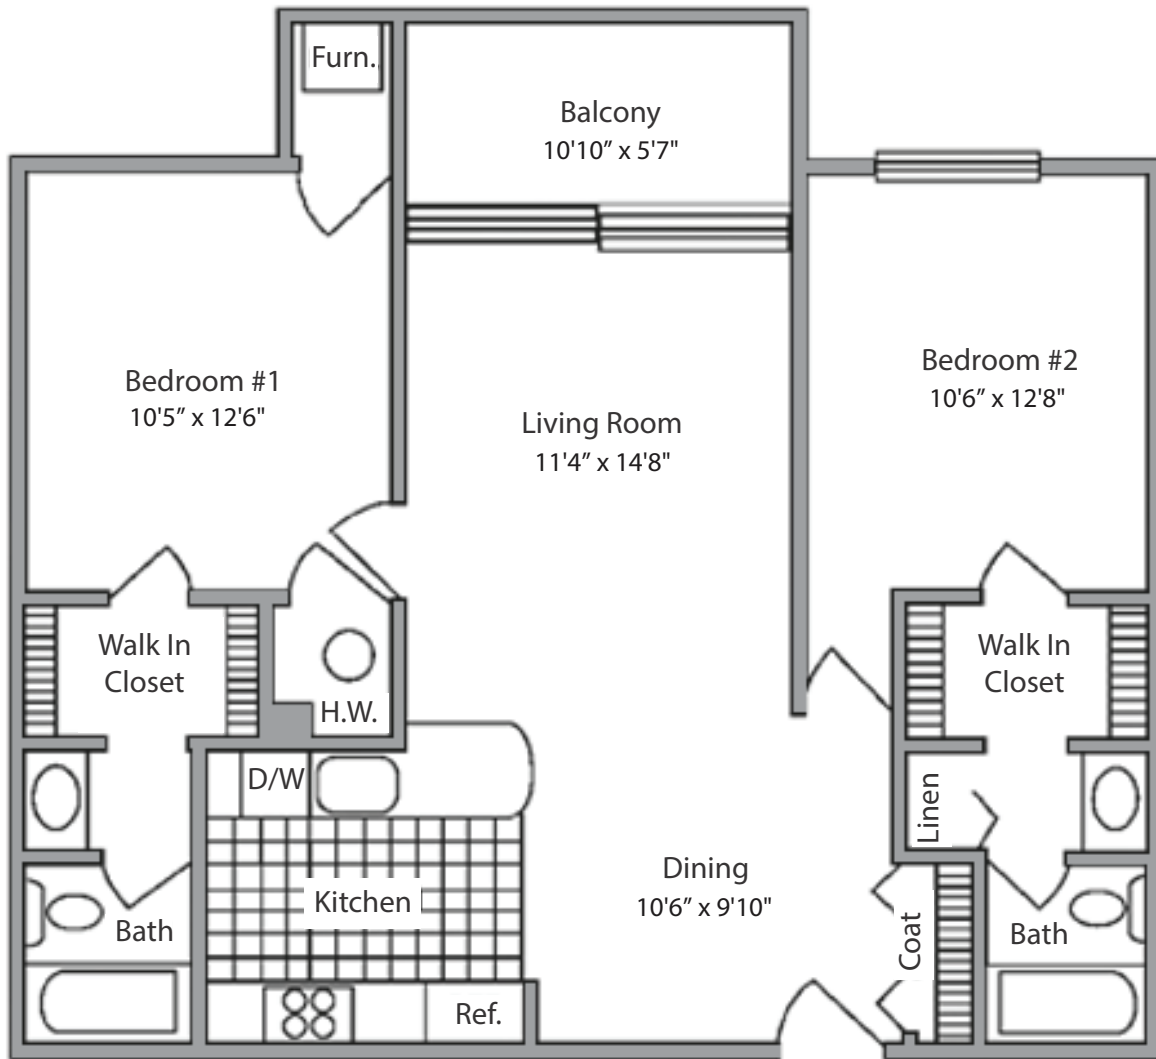 Furn.
Balcony
10'10″ x 5'7"
Bedroom #1
10'5″ x 12'6"
Living Room
11'4″ x 14'8"
Bedroom #2
10'6″ x 12'8"
Walk In
Closet
H.W.
Walk In
Closet
D/W
Linen
Kitchen
Dining
10'6″ x 9'10"
Bath
Coat
Bath
Ref.